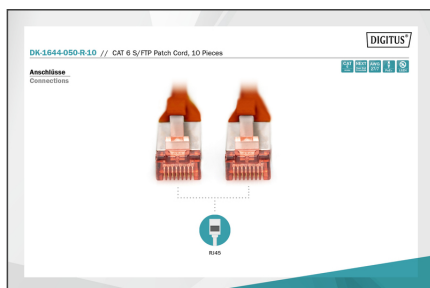 DIGITUS®
DK-1644-050-R-10 // CAT 6 S/FTP Patch Cord, 10 Pieces
Anschlüsse
Connections
RJ45